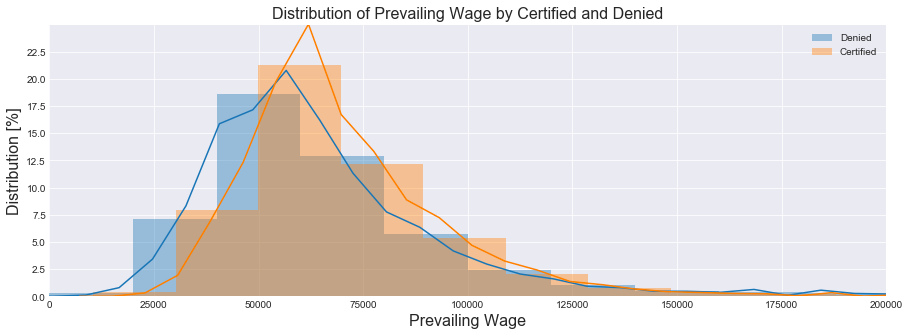 Distribution of Prevailing Wage by Certified and Denied
Denied
Certified
Distribution [%]
22.5
20.0
17.5
15.0
12.5
10.0
7.5
5.0
2.5
0.0
0 25000 50000 75000 100000 125000 150000 175000 200000
Prevailing Wage